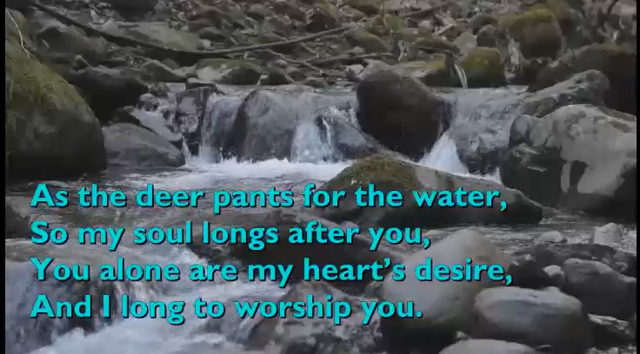 As the deer pants for the water,
So my soul longs after you,
You alone are my heart’s desire,
And I long to worship you.